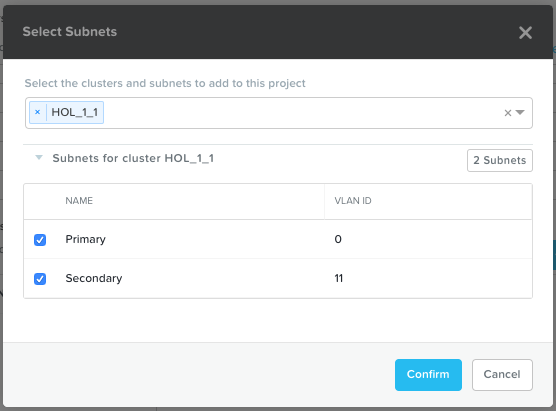 Select Subnets
Select the clusters and subnets to add to this project
× HOL_1_1
Subnets for cluster HOL_1_1 2 Subnets
NAME VLAN ID
Primary 0
Secondary 11
Confirm Cancel